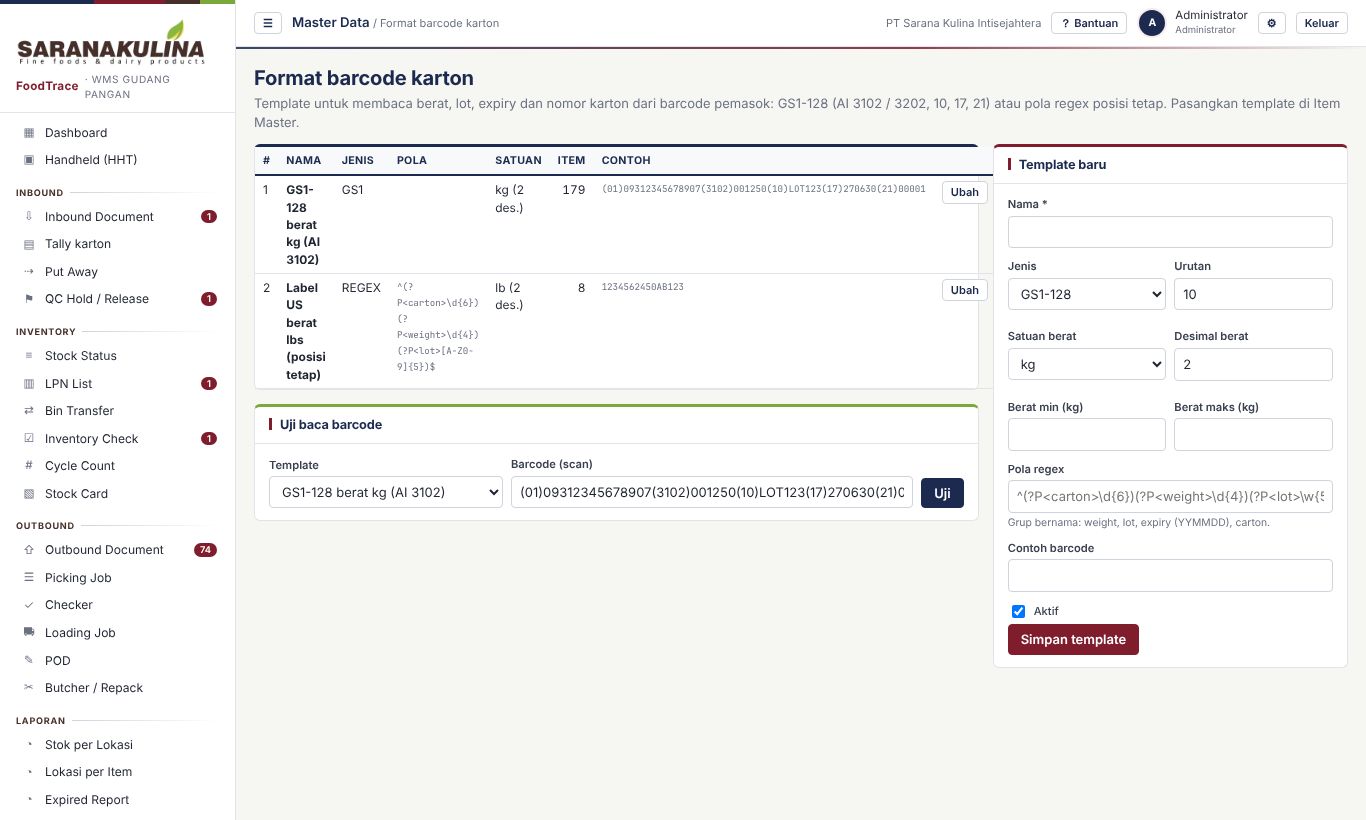 SARANAKULINA
Fine foods & dairy products
FoodTrace · WMS GUDANG PANGAN
Dashboard
Handheld (HHT)
INBOUND
Inbound Document 1
Tally karton
Put Away
QC Hold / Release 1
INVENTORY
Stock Status
LPN List 1
Bin Transfer
Inventory Check 1
Cycle Count
Stock Card
OUTBOUND
Outbound Document 74
Picking Job
Checker
Loading Job
POD
Butcher / Repack
LAPORAN
Stok per Lokasi
Lokasi per Item
Expired Report
☰ Master Data / Format barcode karton
PT Sarana Kulina Intisejahtera
? Bantuan
A
Administrator
Administrator
⚙
Keluar
Format barcode karton
Template untuk membaca berat, lot, expiry dan nomor karton dari barcode pemasok: GS1-128 (AI 3102 / 3202, 10, 17, 21) atau pola regex posisi tetap. Pasangkan template di Item
Master.
# NAMA JENIS POLA SATUAN ITEM CONTOH
1 GS1-128 berat kg (AI 3102) GS1 kg (2 des.) 179 (01)09312345678907(3102)001250(10)LOT123(17)270630(21)00001 Ubah
2 Label US berat lbs (posisi tetap) REGEX ^(?P<carton>\d{6})(?P<weight>\d{4})(?P<lot>[A-Z0-9]{5})$ lb (2 des.) 8 1234562450AB123 Ubah
Uji baca barcode
Template
GS1-128 berat kg (AI 3102)
Barcode (scan)
(01)09312345678907(3102)001250(10)LOT123(17)270630(21)0
Uji
Template baru
Nama *
Jenis
GS1-128
Urutan
10
Satuan berat
kg
Desimal berat
2
Berat min (kg)
Berat maks (kg)
Pola regex
^(?P<carton>\d{6})(?P<weight>\d{4})(?P<lot>\w{5
Grup bernama: weight, lot, expiry (YYMMDD), carton.
Contoh barcode
Aktif
Simpan template